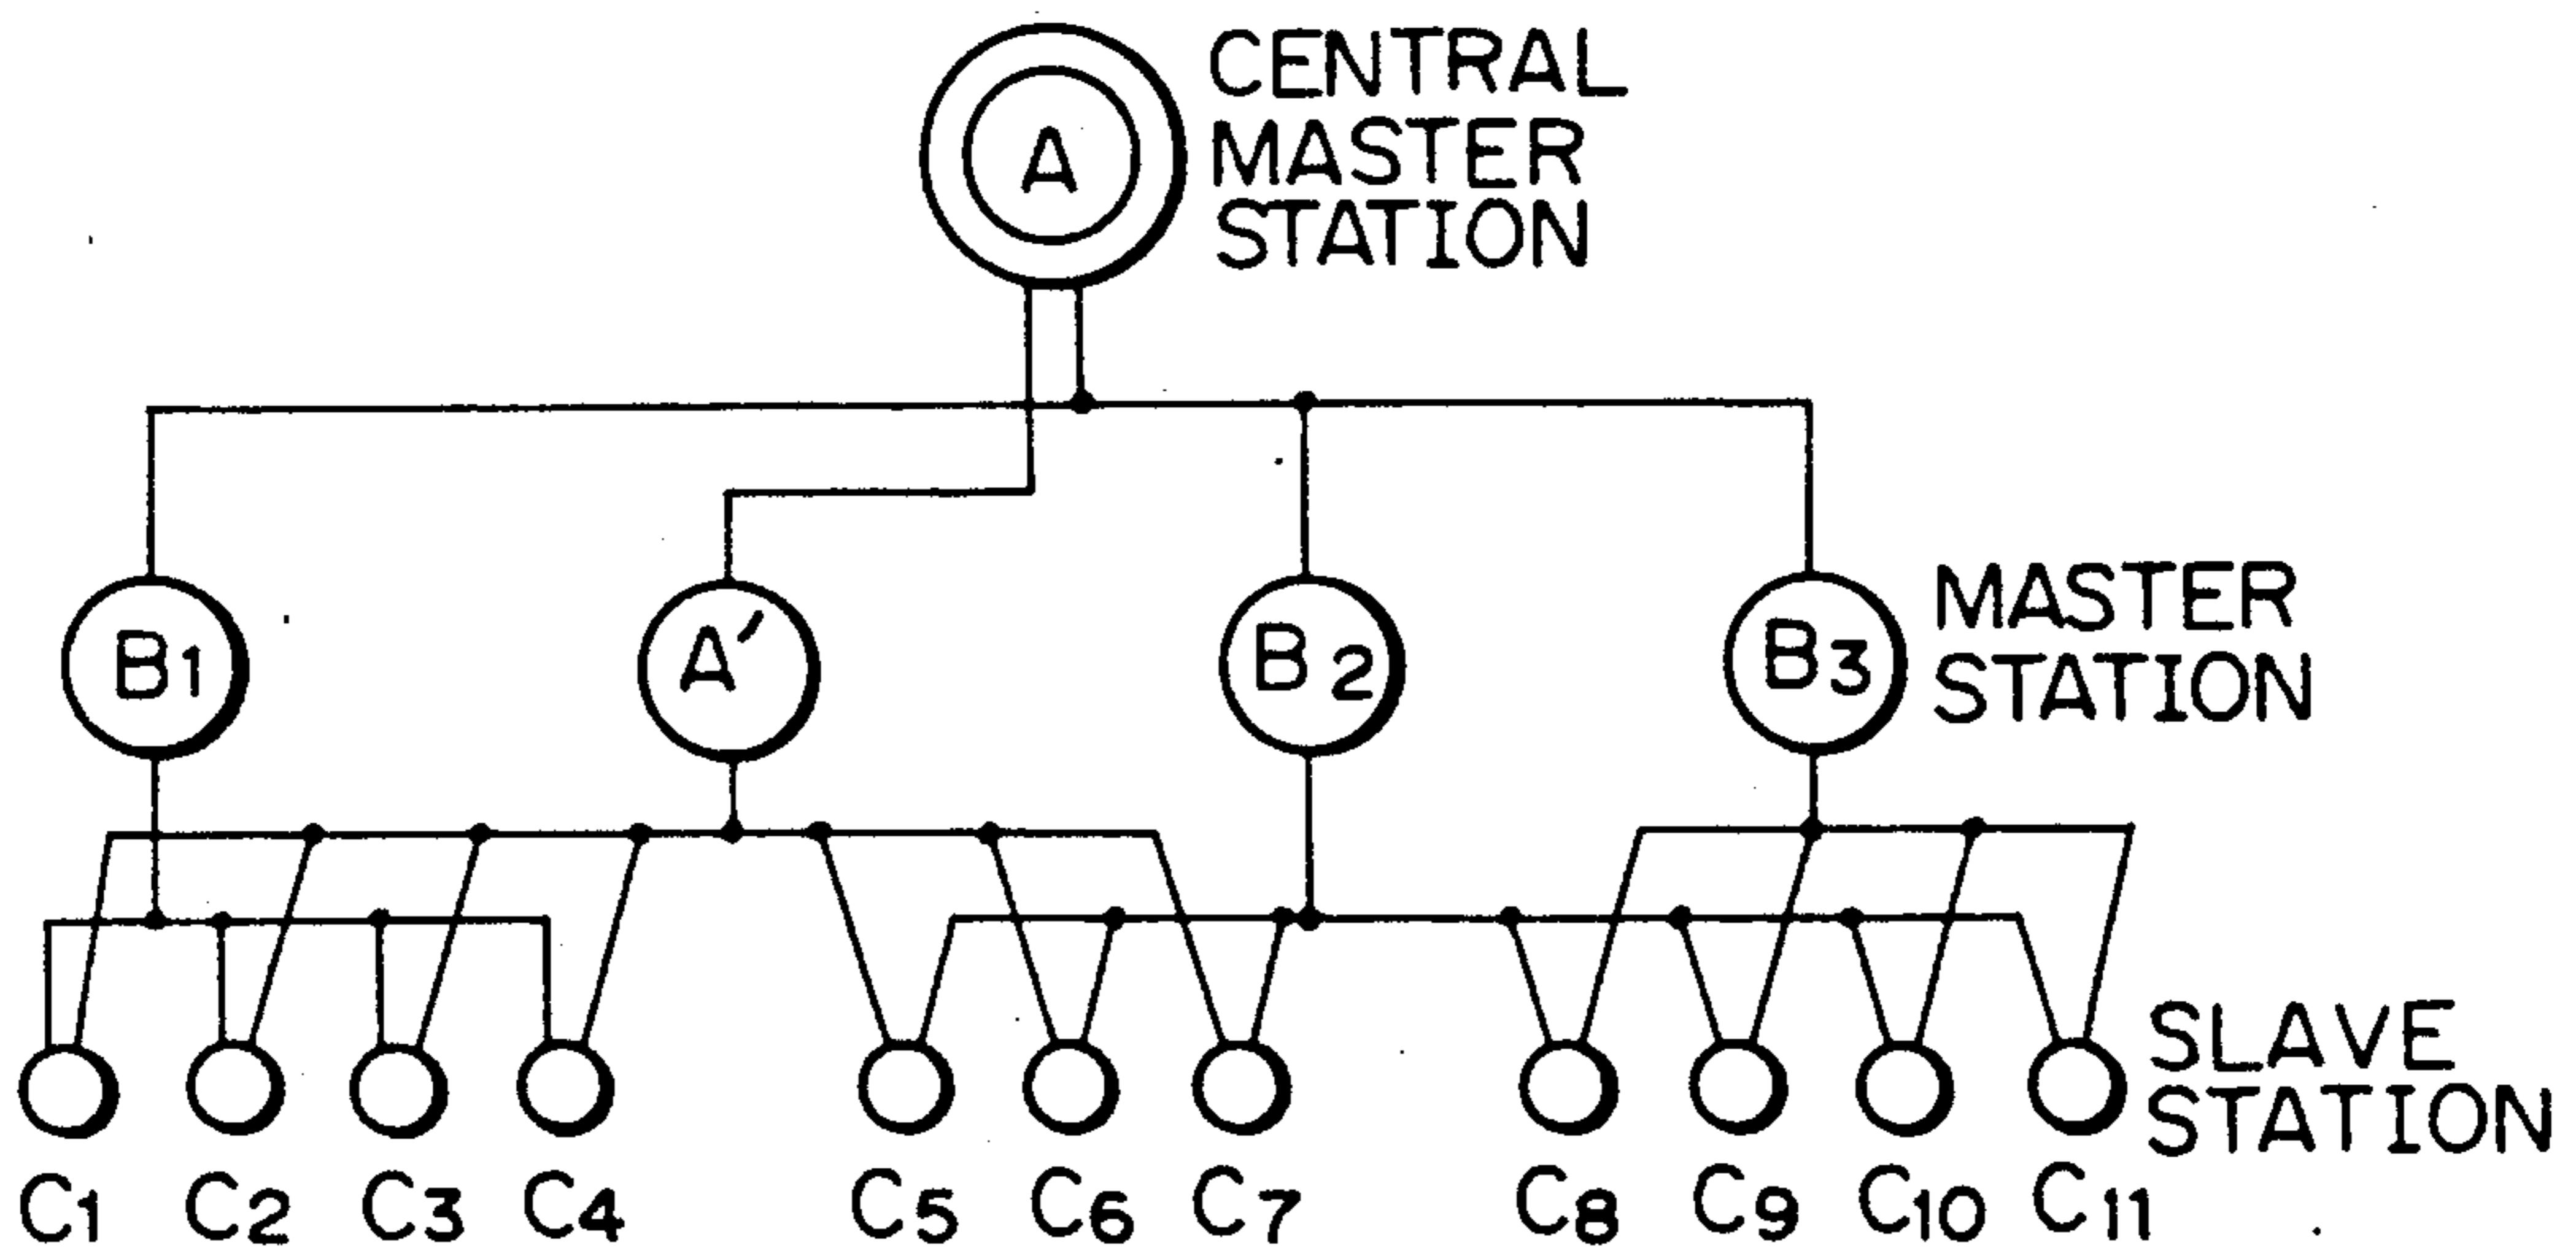 A
CENTRAL
MASTER
STATION
B1
A′
B2
B3
MASTER
STATION
SLAVE
STATION
C1 C2 C3 C4 C5 C6 C7 C8 C9 C10 C11